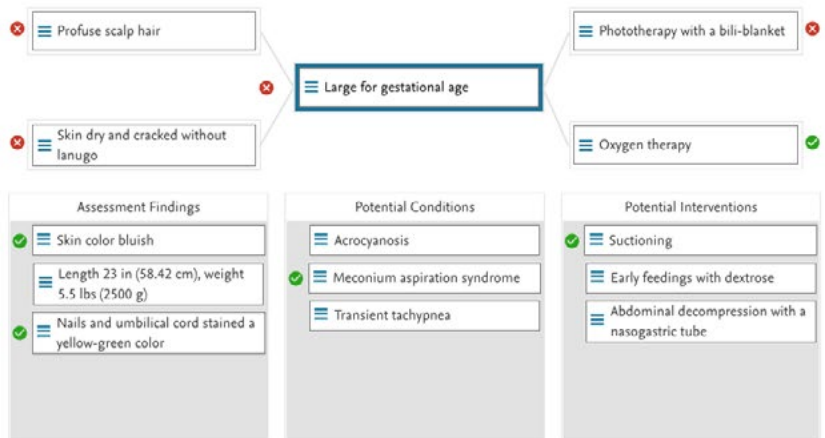 Profuse scalp hair
Phototherapy with a bili-blanket
Large for gestational age
Skin dry and cracked without
lanugo
Oxygen therapy
Assessment Findings
Skin color bluish
Length 23 in (58.42 cm), weight
5.5 lbs (2500 g)
Nails and umbilical cord stained a
yellow-green color
Potential Conditions
Acrocyanosis
Meconium aspiration syndrome
Transient tachypnea
Potential Interventions
Suctioning
Early feedings with dextrose
Abdominal decompression with a
nasogastric tube